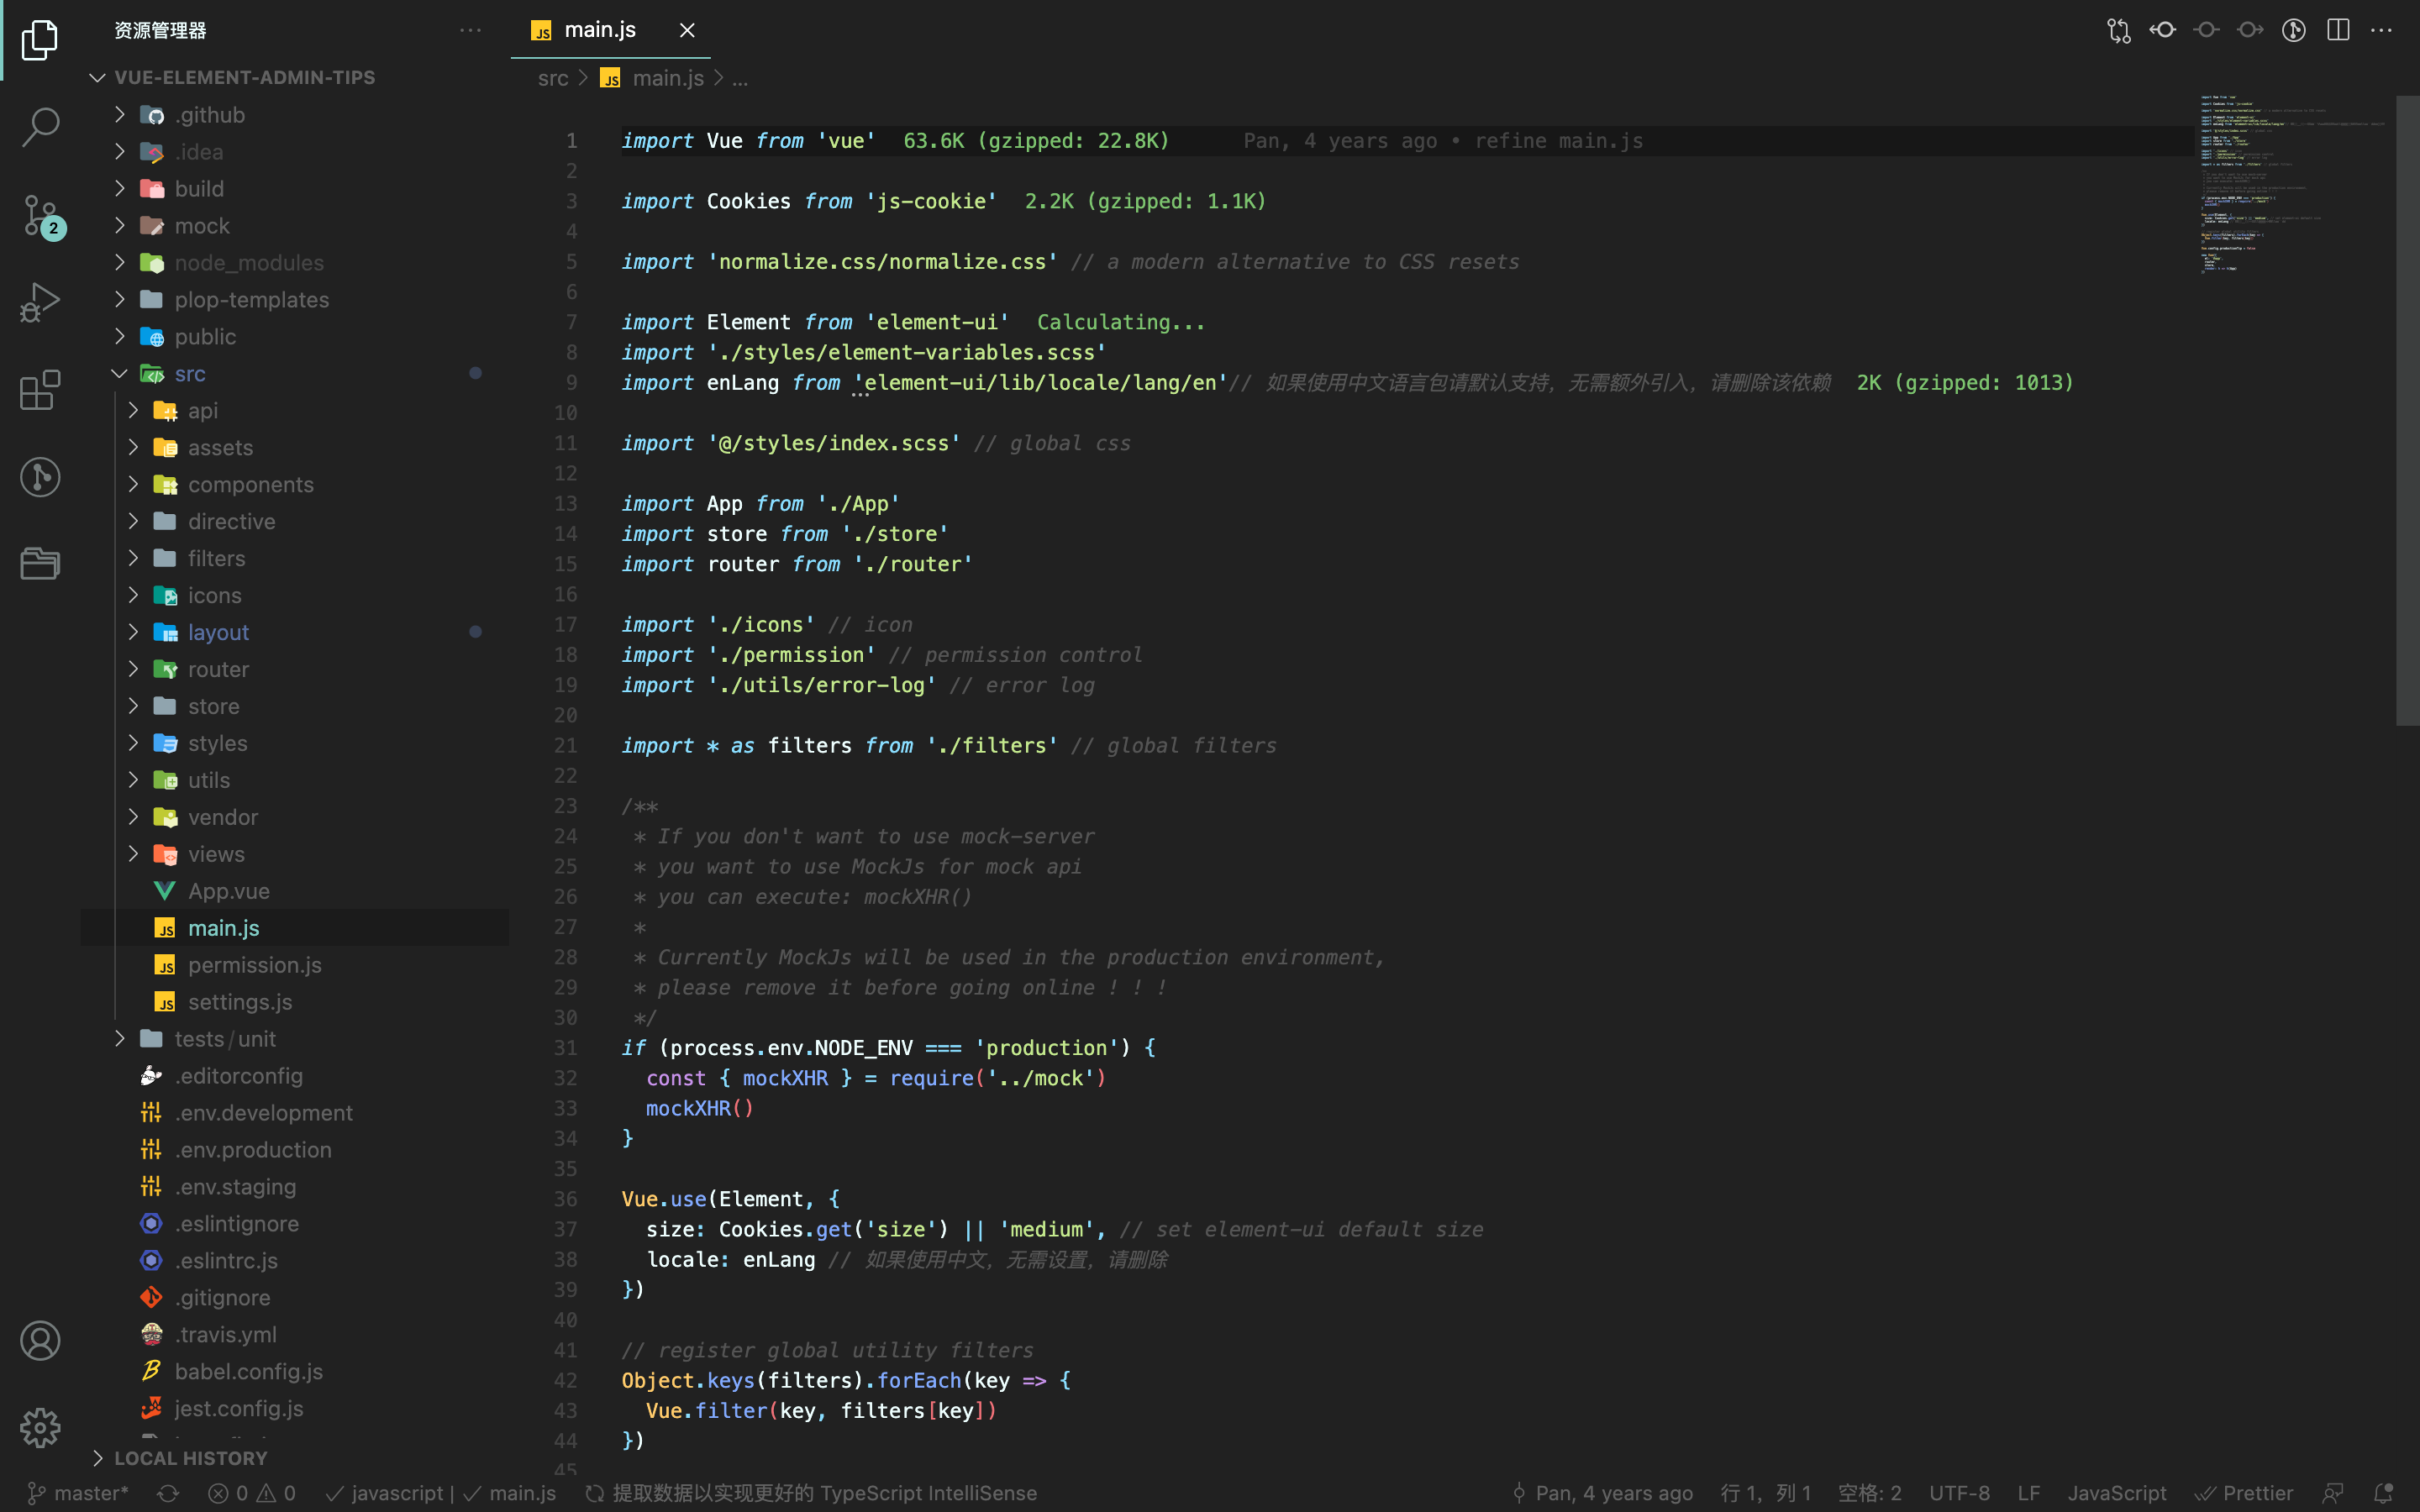 资源管理器
VUE-ELEMENT-ADMIN-TIPS
.github
.idea
build
mock
node_modules
plop-templates
public
src
api
assets
components
directive
filters
icons
layout
router
store
styles
utils
vendor
views
App.vue
main.js
permission.js
settings.js
tests/unit
.editorconfig
.env.development
.env.production
.env.staging
.eslintignore
.eslintrc.js
.gitignore
.travis.yml
babel.config.js
jest.config.js
LOCAL HISTORY
2
JS main.js
src > JS main.js > ...
1 import Vue from 'vue' 63.6K (gzipped: 22.8K) Pan, 4 years ago • refine main.js
2
3 import Cookies from 'js-cookie' 2.2K (gzipped: 1.1K)
4
5 import 'normalize.css/normalize.css' // a modern alternative to CSS resets
6
7 import Element from 'element-ui' Calculating...
8 import './styles/element-variables.scss'
9 import enLang from 'element-ui/lib/locale/lang/en'// 如果使用中文语言包请默认支持，无需额外引入，请删除该依赖 2K (gzipped: 1013)
10
11 import '@/styles/index.scss' // global css
12
13 import App from './App'
14 import store from './store'
15 import router from './router'
16
17 import './icons' // icon
18 import './permission' // permission control
19 import './utils/error-log' // error log
20
21 import * as filters from './filters' // global filters
22
23 /**
24 * If you don't want to use mock-server
25 * you want to use MockJs for mock api
26 * you can execute: mockXHR()
27 *
28 * Currently MockJs will be used in the production environment,
29 * please remove it before going online ! ! !
30 */
31 if (process.env.NODE_ENV === 'production') {
32 const { mockXHR } = require('../mock')
33 mockXHR()
34 }
35
36 Vue.use(Element, {
37 size: Cookies.get('size') || 'medium', // set element-ui default size
38 locale: enLang // 如果使用中文，无需设置，请删除
39 })
40
41 // register global utility filters
42 Object.keys(filters).forEach(key => {
43 Vue.filter(key, filters[key])
44 })
45
master* 0 0 javascript | main.js 提取数据以实现更好的 TypeScript IntelliSense Pan, 4 years ago 行 1，列 1 空格: 2 UTF-8 LF JavaScript Prettier